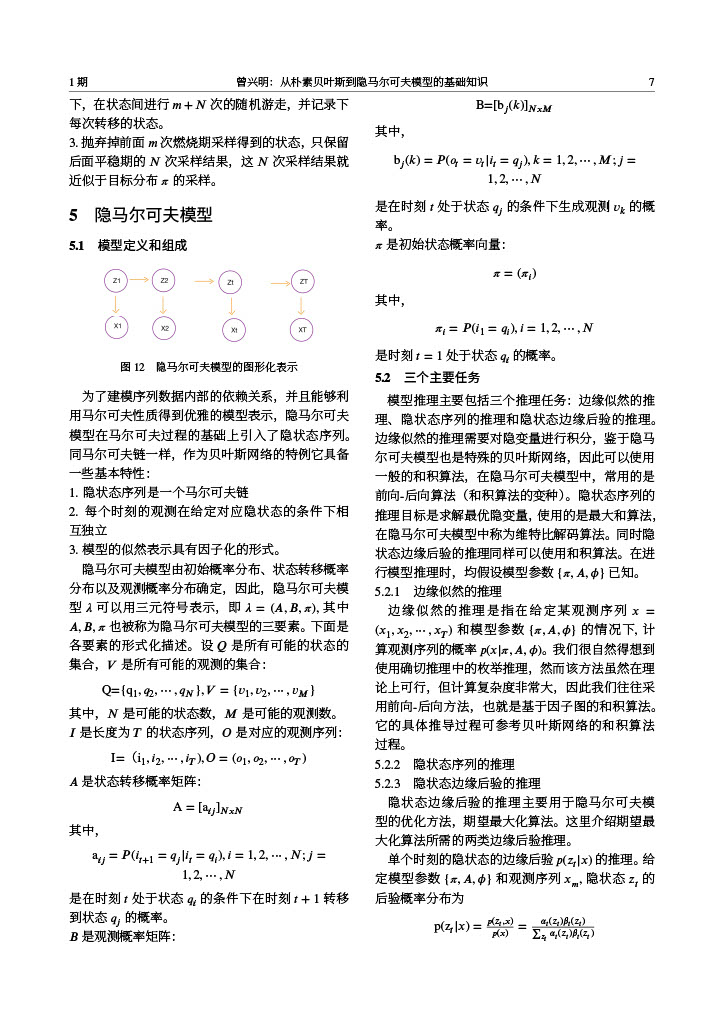 1 期
曾兴明：从朴素贝叶斯到隐马尔可夫模型的基础知识
7
下，在状态间进行 m + N 次的随机游走，并记录下
每次转移的状态。
3. 抛弃掉前面 m 次燃烧期采样得到的状态，只保留
后面平稳期的 N 次采样结果，这 N 次采样结果就
近似于目标分布 π 的采样。
5 隐马尔可夫模型
5.1 模型定义和组成
Z1 Z2 Zt ZT
X1 X2 Xt XT
图 12 隐马尔可夫模型的图形化表示
为了建模序列数据内部的依赖关系，并且能够利
用马尔可夫性质得到优雅的模型表示，隐马尔可夫
模型在马尔可夫过程的基础上引入了隐状态序列。
同马尔可夫链一样，作为贝叶斯网络的特例它具备
一些基本特性：
1. 隐状态序列是一个马尔可夫链
2. 每个时刻的观测在给定对应隐状态的条件下相
互独立
3. 模型的似然表示具有因子化的形式。
隐马尔可夫模型由初始概率分布、状态转移概率
分布以及观测概率分布确定，因此，隐马尔可夫模
型 λ 可以用三元符号表示，即 λ = (A, B, π), 其中
A, B, π 也被称为隐马尔可夫模型的三要素。下面是
各要素的形式化描述。设 Q 是所有可能的状态的
集合，V 是所有可能的观测的集合：
Q={q₁, q₂, ⋯ , q_N}, V = {υ₁, υ₂, ⋯ , υ_M}
其中，N 是可能的状态数，M 是可能的观测数。
I 是长度为 T 的状态序列，O 是对应的观测序列：
I=（i₁, i₂, ⋯ , i_T), O = (o₁, o₂, ⋯ , o_T)
A 是状态转移概率矩阵：
A = [a_{ij}]_{NxN}
其中，
a_{ij} = P(i_{t+1} = q_j|i_t = q_i), i = 1, 2, ⋯ , N; j =
1, 2, ⋯ , N
是在时刻 t 处于状态 q_i 的条件下在时刻 t + 1 转移
到状态 q_j 的概率。
B 是观测概率矩阵：
B=[b_j(k)]_{NxM}
其中，
b_j(k) = P(o_t = υ_t|i_t = q_j), k = 1, 2, ⋯ , M; j =
1, 2, ⋯ , N
是在时刻 t 处于状态 q_j 的条件下生成观测 υ_k 的概
率。
π 是初始状态概率向量：
π = (π_i)
其中，
π_i = P(i₁ = q_i), i = 1, 2, ⋯ , N
是时刻 t = 1 处于状态 q_i 的概率。
5.2 三个主要任务
模型推理主要包括三个推理任务：边缘似然的推
理、隐状态序列的推理和隐状态边缘后验的推理。
边缘似然的推理需要对隐变量进行积分，鉴于隐马
尔可夫模型也是特殊的贝叶斯网络，因此可以使用
一般的和积算法，在隐马尔可夫模型中，常用的是
前向-后向算法（和积算法的变种）。隐状态序列的
推理目标是求解最优隐变量，使用的是最大和算法，
在隐马尔可夫模型中称为维特比解码算法。同时隐
状态边缘后验的推理同样可以使用和积算法。在进
行模型推理时，均假设模型参数 {π, A, ϕ} 已知。
5.2.1 边缘似然的推理
边缘似然的推理是指在给定某观测序列 x =
(x₁, x₂, ⋯ , x_T) 和模型参数 {π, A, ϕ} 的情况下, 计
算观测序列的概率 p(x|π, A, ϕ)。我们很自然得想到
使用确切推理中的枚举推理，然而该方法虽然在理
论上可行，但计算复杂度非常大，因此我们往往采
用前向-后向方法，也就是基于因子图的和积算法。
它的具体推导过程可参考贝叶斯网络的和积算法
过程。
5.2.2 隐状态序列的推理
5.2.3 隐状态边缘后验的推理
隐状态边缘后验的推理主要用于隐马尔可夫模
型的优化方法，期望最大化算法。这里介绍期望最
大化算法所需的两类边缘后验推理。
单个时刻的隐状态的边缘后验 p(z_t|x) 的推理。给
定模型参数 {π, A, ϕ} 和观测序列 x_m, 隐状态 z_t 的
后验概率分布为
p(z_t|x) = p(z_t,x)/p(x) = α_t(z_t)β_t(z_t)/∑_{z_t} α_t(z_t)β_t(z_t)